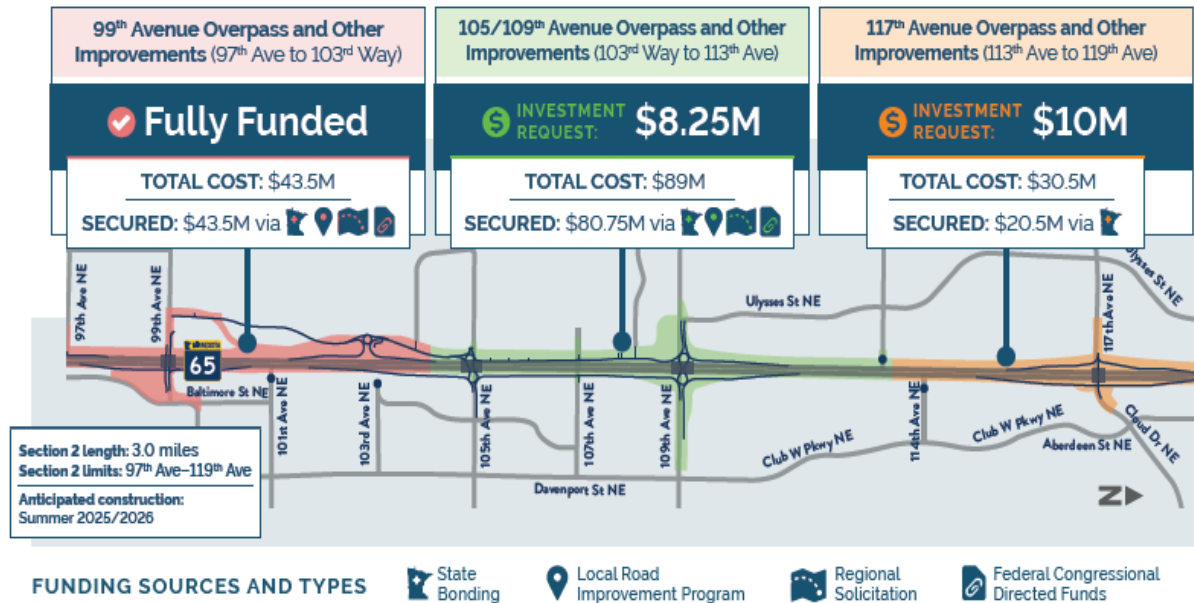 99th Avenue Overpass and Other
Improvements (97th Ave to 103rd Way)
Fully Funded
TOTAL COST: $43.5M
SECURED: $43.5M via
105/109th Avenue Overpass and Other
Improvements (103rd Way to 113th Ave)
INVESTMENT
REQUEST:
$8.25M
TOTAL COST: $89M
SECURED: $80.75M via
117th Avenue Overpass and Other
Improvements (113th Ave to 119th Ave)
INVESTMENT
REQUEST:
$10M
TOTAL COST: $30.5M
SECURED: $20.5M via
97th Ave NE
99th Ave NE
MINNESOTA
65
Baltimore St NE
101st Ave NE
103rd Ave NE
105th Ave NE
107th Ave NE
109th Ave NE
Ulysses St NE
Ulysses St NE
117th Ave NE
114th Ave NE
Club W Pkwy NE
Club W Pkwy NE
Aberdeen St NE
Cloud Dr NE
Davenport St NE
N
Section 2 length: 3.0 miles
Section 2 limits: 97th Ave–119th Ave
Anticipated construction:
Summer 2025/2026
FUNDING SOURCES AND TYPES
State
Bonding
Local Road
Improvement Program
Regional
Solicitation
Federal Congressional
Directed Funds